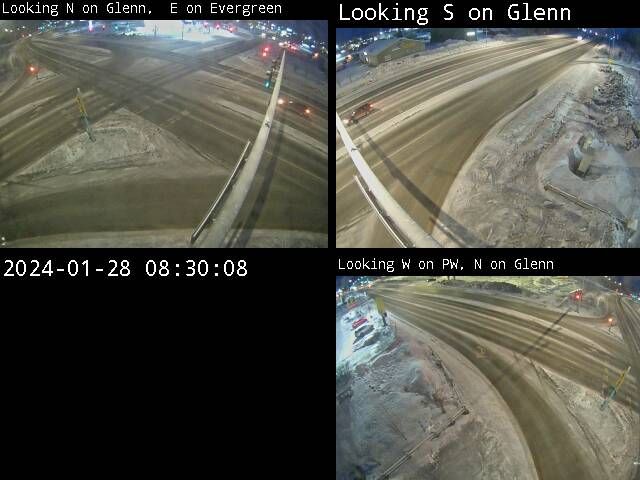 Looking N on Glenn,  E on Evergreen
Looking S on Glenn
2024-01-28 08:30:08
Looking W on PW, N on Glenn